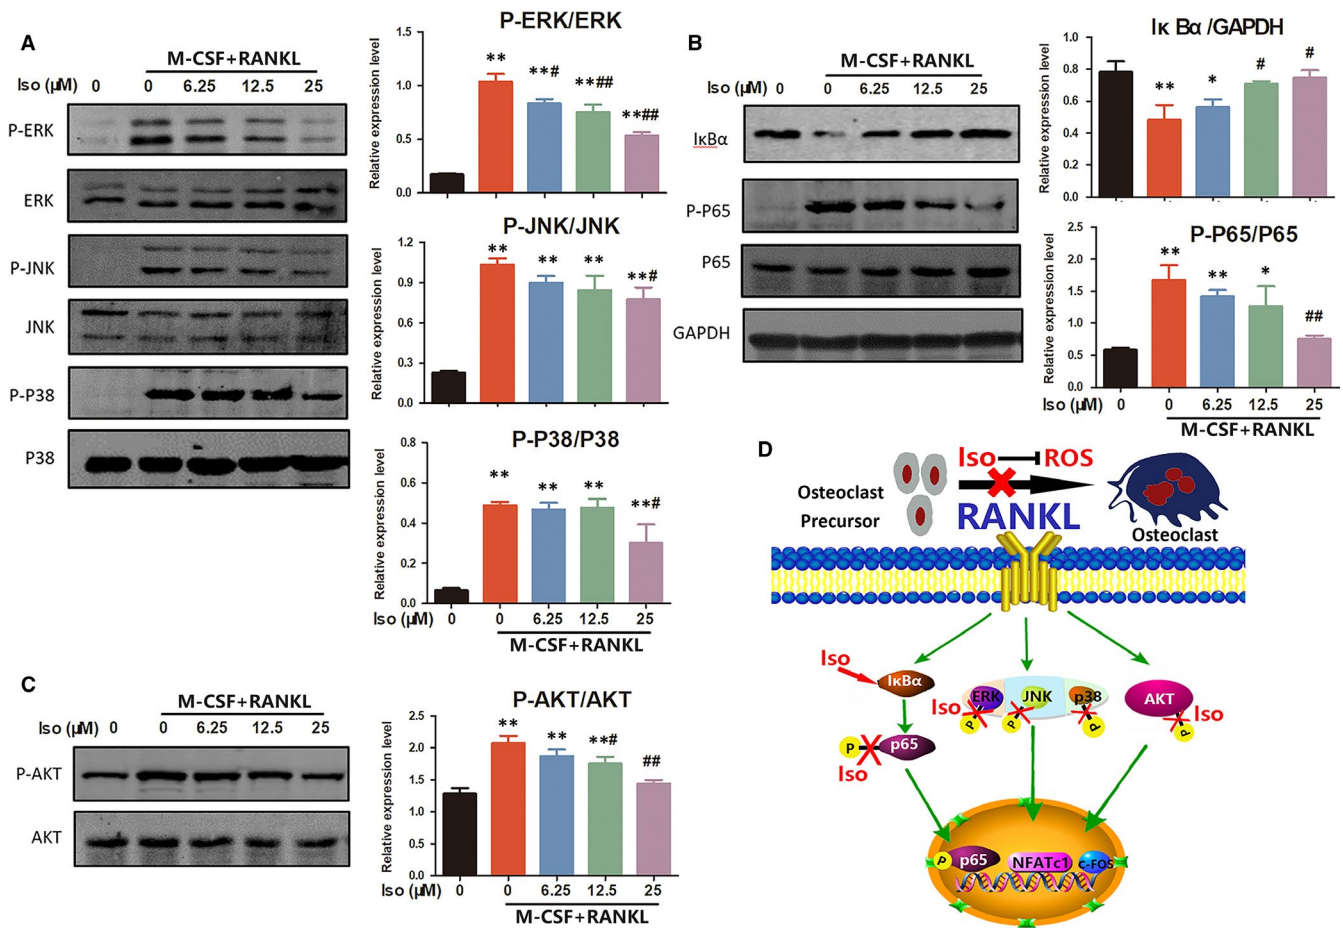 A
M-CSF+RANKL
Iso (μM) 0 0 6.25 12.5 25
P-ERK
ERK
P-JNK
JNK
P-P38
P38
P-ERK/ERK
Relative expression level
1.5
1.0
0.5
0.0
** **# **## **##
P-JNK/JNK
Relative expression level
1.2
0.9
0.6
0.3
0.0
** ** ** **#
P-P38/P38
Relative expression level
0.8
0.6
0.4
0.2
0.0
** ** ** **#
Iso (μM) 0 0 6.25 12.5 25
M-CSF+RANKL
B
M-CSF+RANKL
Iso (μM) 0 0 6.25 12.5 25
IκBα
P-P65
P65
GAPDH
Iκ Bα /GAPDH
Relative expression level
1.0
0.8
0.6
0.4
0.2
0.0
** * # #
P-P65/P65
Relative expression level
2.5
2.0
1.5
1.0
0.5
0.0
** ** * ##
Iso (μM) 0 0 6.25 12.5 25
M-CSF+RANKL
C
M-CSF+RANKL
Iso (μM) 0 0 6.25 12.5 25
P-AKT
AKT
P-AKT/AKT
Relative expression level
2.5
2.0
1.5
1.0
0.5
0.0
** ** **# ##
Iso (μM) 0 0 6.25 12.5 25
M-CSF+RANKL
D
Iso ROS
Osteoclast
Precursor
RANKL
Osteoclast
Iso
IκBα
ERK JNK p38
AKT
Iso
P P P P
Iso
P p65
Iso
P p65 NFATc1 c-FOS